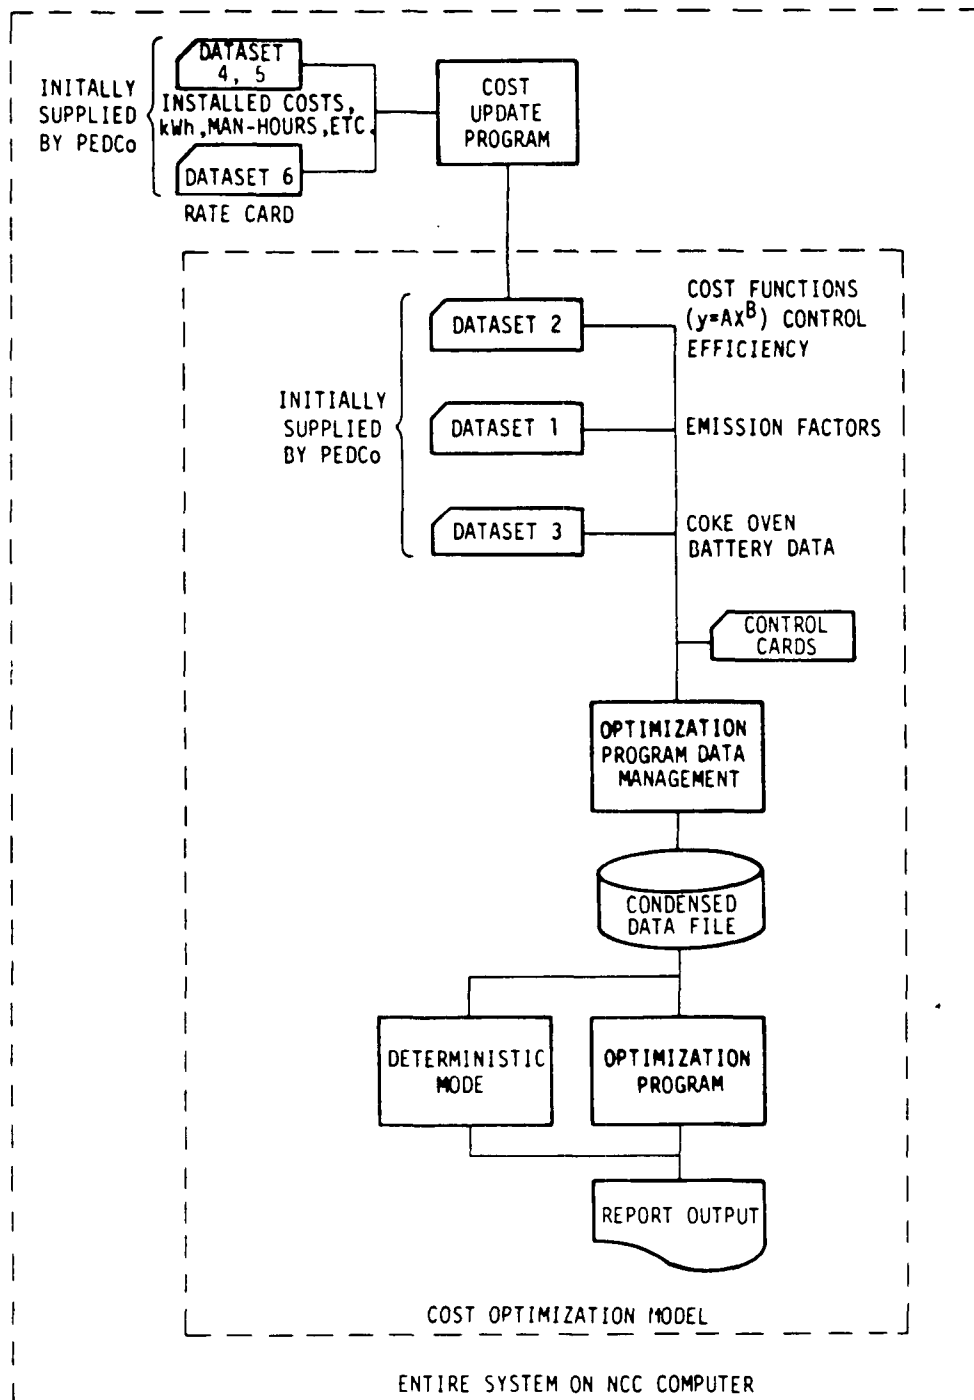 INITALLY
SUPPLIED
BY PEDCo
DATASET
4, 5
INSTALLED COSTS,
kWh, MAN-HOURS, ETC.
DATASET 6
RATE CARD
COST
UPDATE
PROGRAM
INITIALLY
SUPPLIED
BY PEDCo
DATASET 2
COST FUNCTIONS
(y=AX^B) CONTROL
EFFICIENCY
DATASET 1
EMISSION FACTORS
DATASET 3
COKE OVEN
BATTERY DATA
CONTROL
CARDS
OPTIMIZATION
PROGRAM DATA
MANAGEMENT
CONDENSED
DATA FILE
DETERMINISTIC
MODE
OPTIMIZATION
PROGRAM
REPORT OUTPUT
COST OPTIMIZATION MODEL
ENTIRE SYSTEM ON NCC COMPUTER